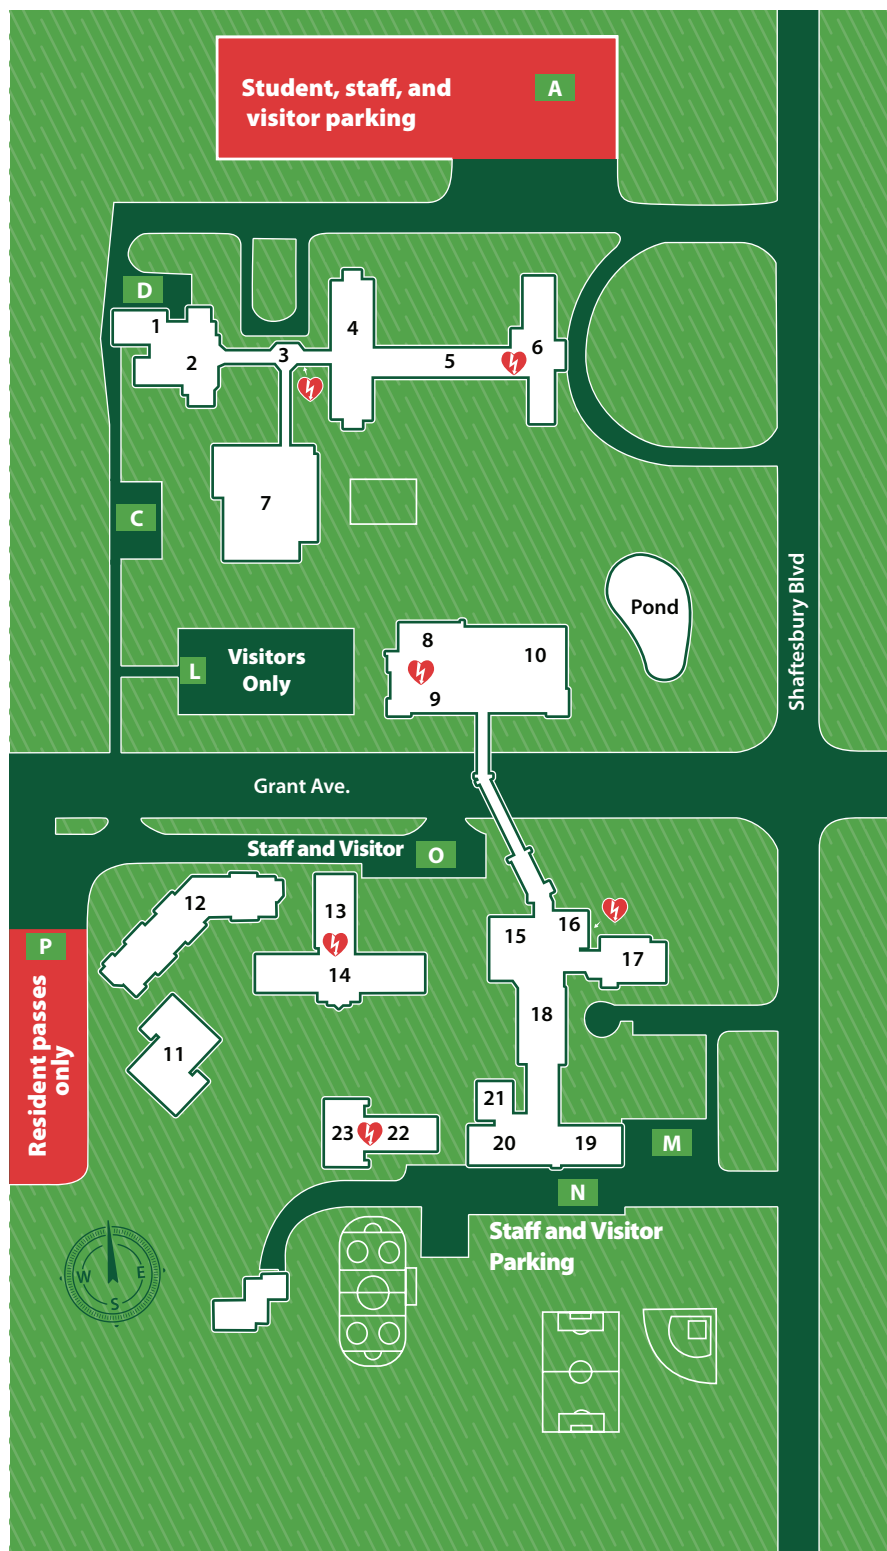 Student, staff, and
visitor parking
A
D
1
2
3
4
5
6
7
C
Shaftesbury Blvd
Pond
L
Visitors
Only
8
9
10
Grant Ave.
Staff and Visitor
O
12
13
14
15
16
17
P
Resident passes
only
11
18
21
20
19
M
23
22
N
Staff and Visitor
Parking
W
E
S